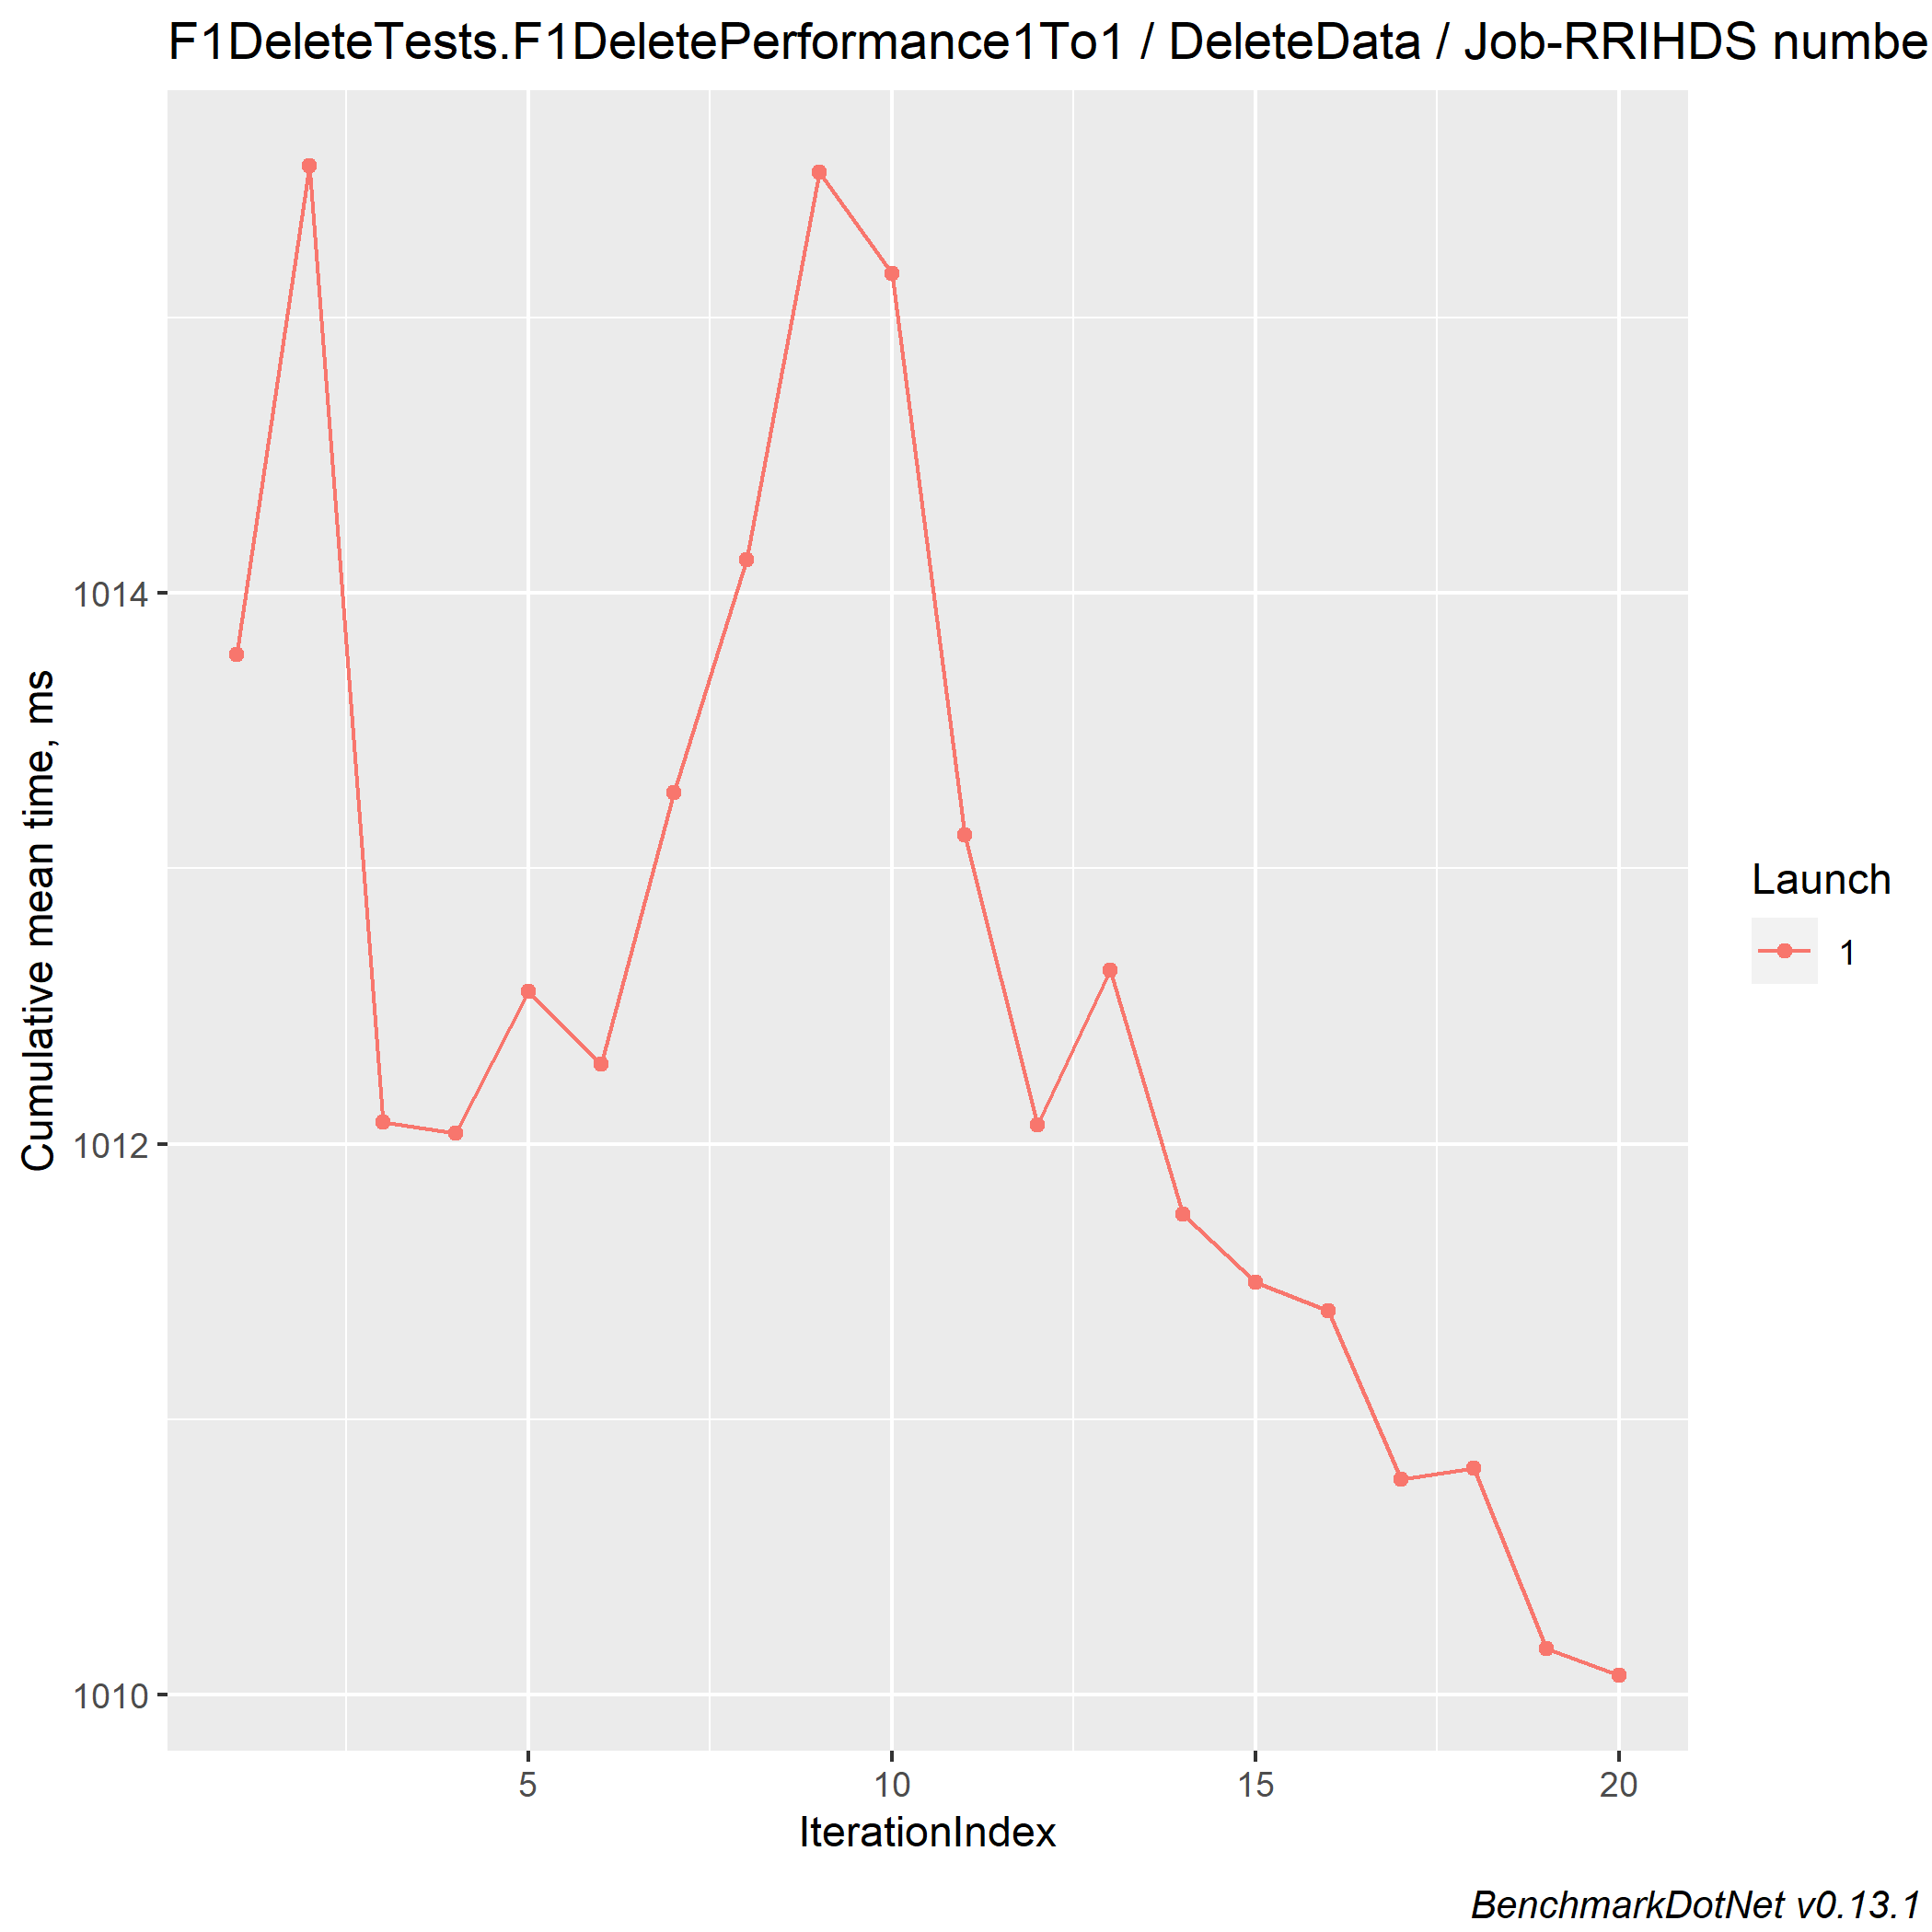 F1DeleteTests.F1DeletePerformance1To1 / DeleteData / Job-RRIHDS numbe
Cumulative mean time, ms
1014
1012
1010
5 10 15 20
IterationIndex
Launch
1
BenchmarkDotNet v0.13.1